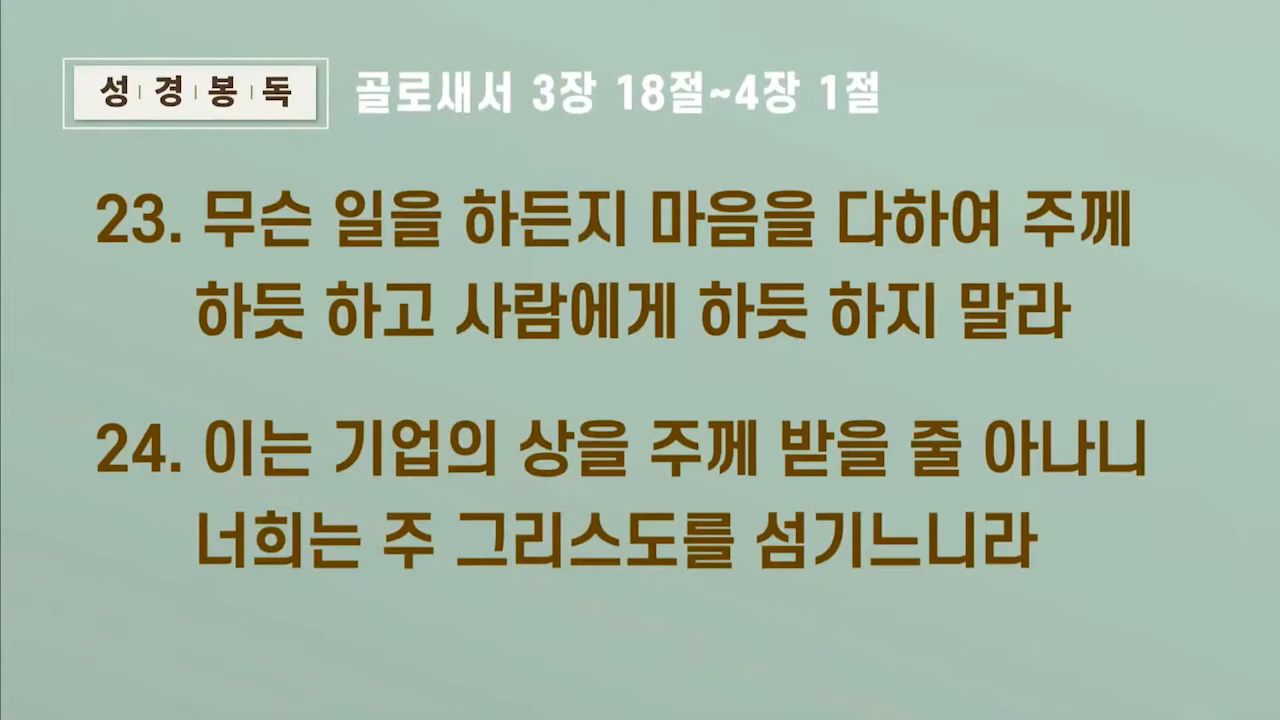 성경봉독 골로새서 3장 18절~4장 1절
23. 무슨 일을 하든지 마음을 다하여 주께
하듯 하고 사람에게 하듯 하지 말라
24. 이는 기업의 상을 주께 받을 줄 아나니
너희는 주 그리스도를 섬기느니라